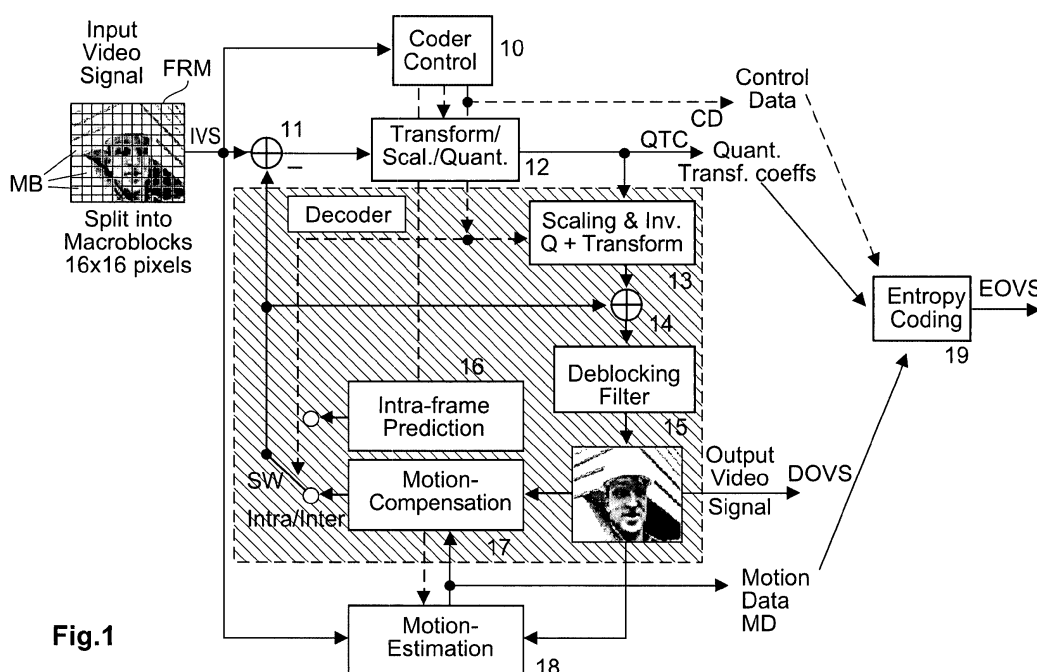 Input
Video
Signal
FRM
IVS
MB
Split into
Macroblocks
16x16 pixels
11
−
Coder
Control
10
Transform/
Scal./Quant.
12
CD
Control
Data
QTC
Quant.
Transf. coeffs
Decoder
Scaling & Inv.
Q + Transform
13
14
Deblocking
Filter
15
16
Intra-frame
Prediction
SW
Intra/Inter
Motion-
Compensation
17
Output
Video
Signal
DOVS
Entropy
Coding
19
EOVS
Motion
Data
MD
Motion-
Estimation
18
Fig.1